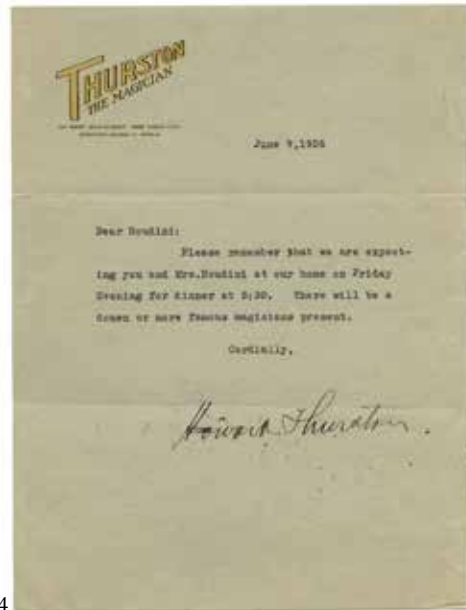 THURSTON
THE MAGICIAN
June 9, 1926
Dear Houdini:
Please remember that we are expect-
ing you and Mrs.Houdini at our home on Friday
Evening for dinner at 5:30. There will be a
dozen or more famous magicians present.
Cordially,
Howard Thurston.
4